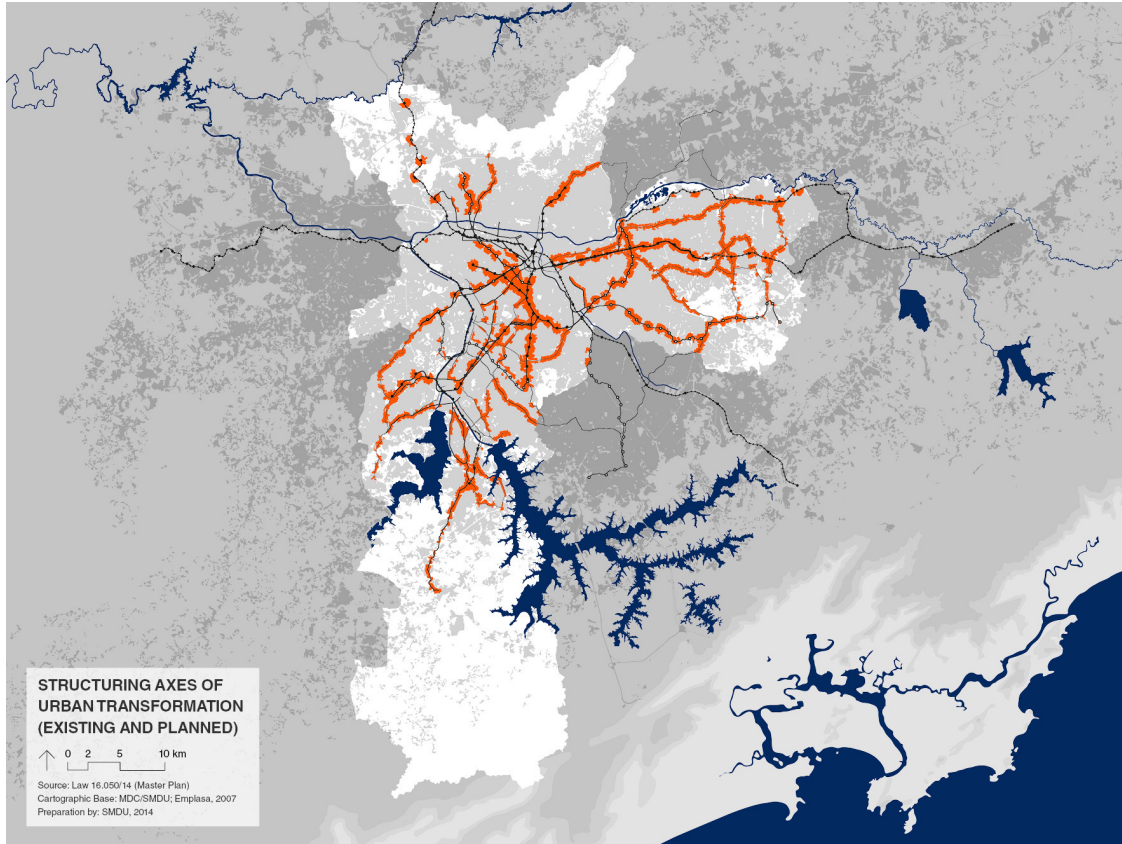 STRUCTURING AXES OF
URBAN TRANSFORMATION
(EXISTING AND PLANNED)
0 2 5 10 km
Source: Law 16.050/14 (Master Plan)
Cartographic Base: MDC/SMDU; Emplasa, 2007
Preparation by: SMDU, 2014